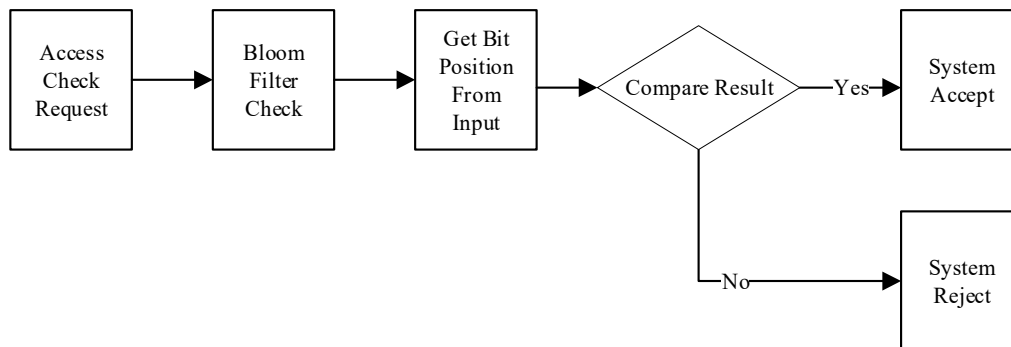 Access
Check
Request
Bloom
Filter
Check
Get Bit
Position
From
Input
Compare Result
Yes
System
Accept
No
System
Reject